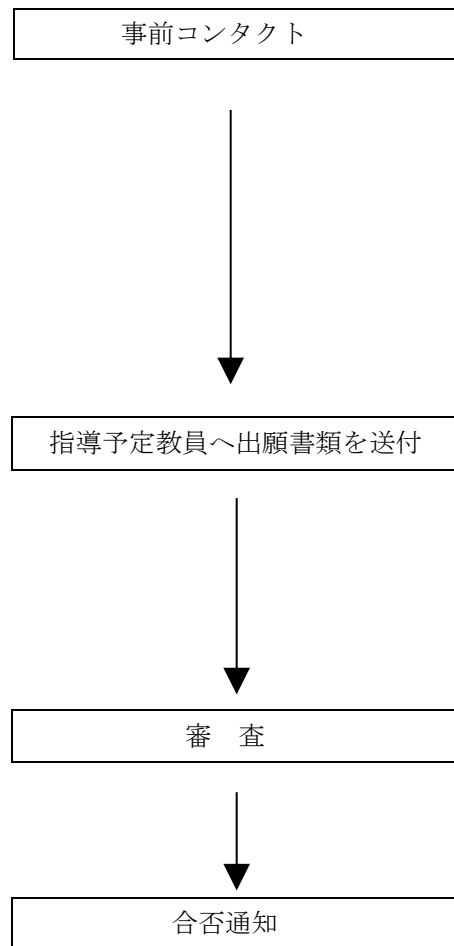 事前コンタクト
指導予定教員へ出願書類を送付
審　査
合否通知